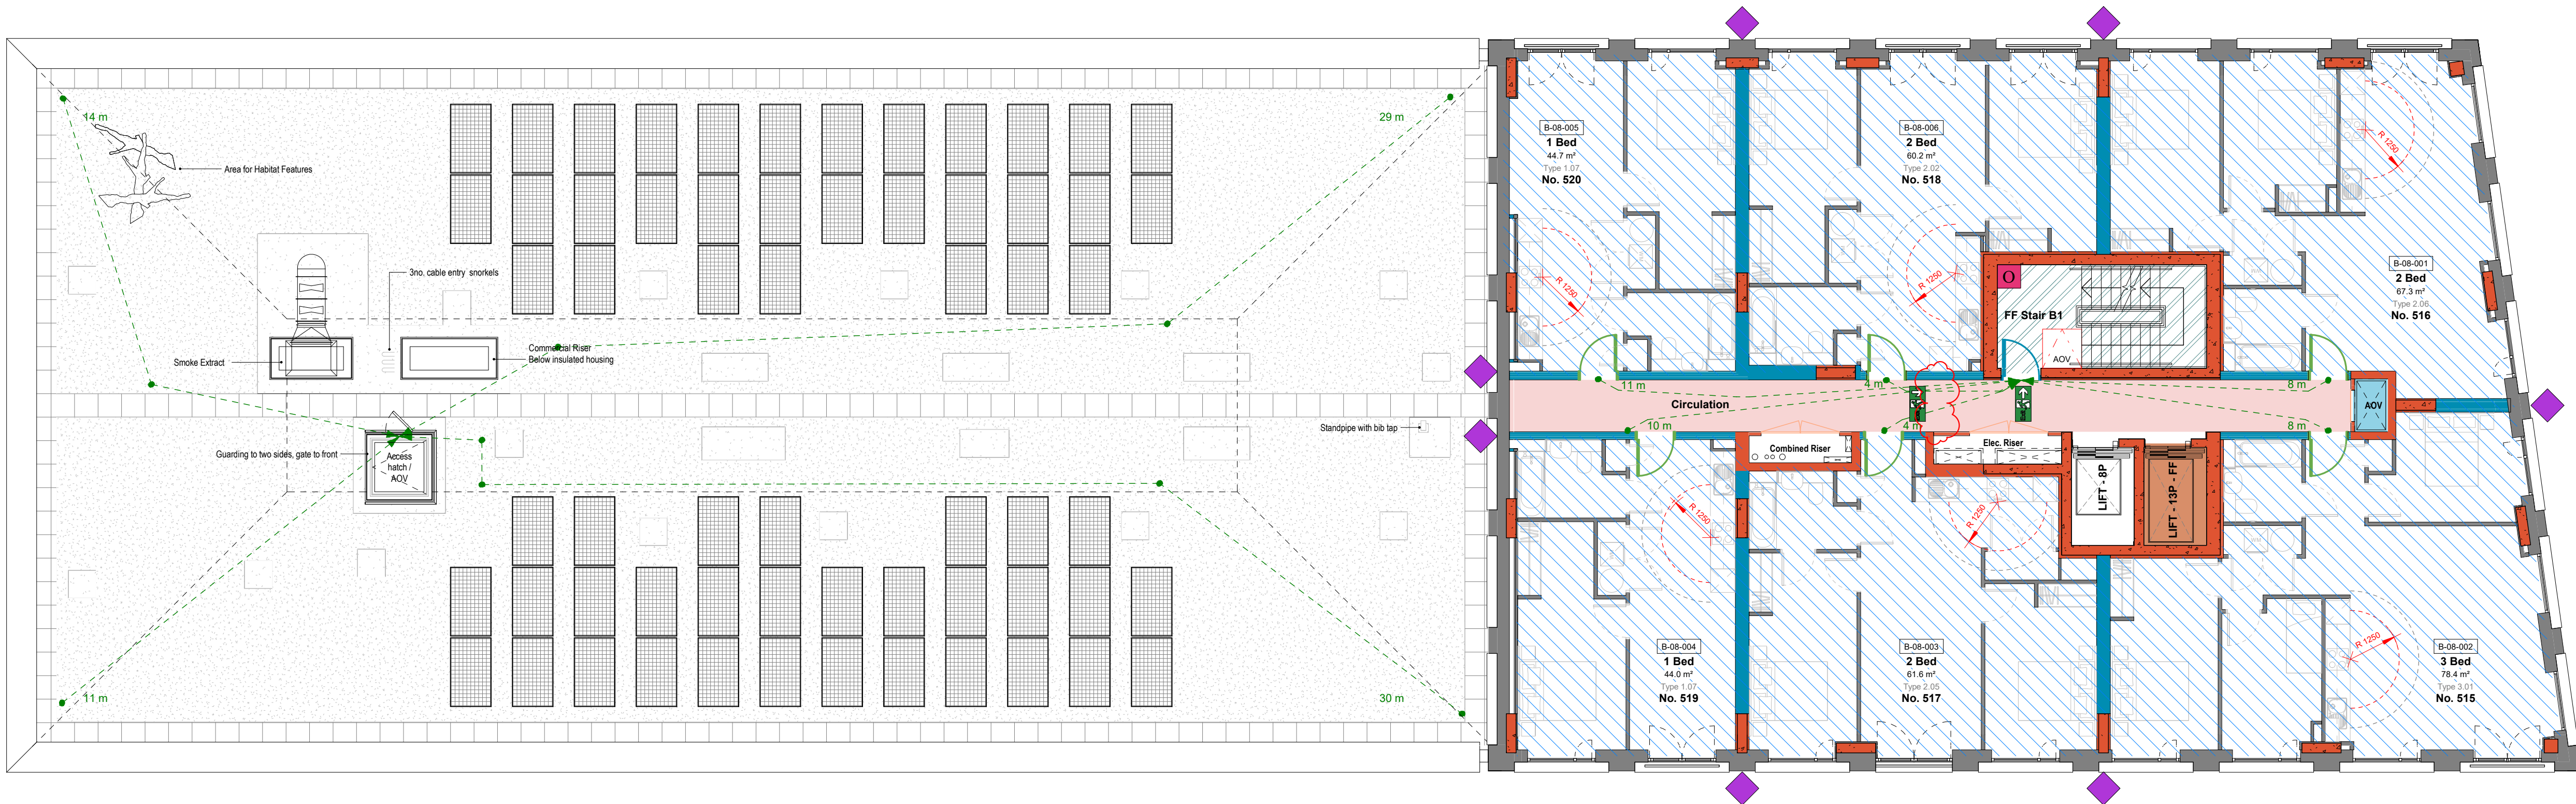 14 m
Area for Habitat Features
3no. cable entry snorkels
Smoke Extract
Commercial Riser
Below insulated housing
Guarding to two sides, gate to front
Access
hatch /
AOV
Standpipe with bib tap
29 m
11 m
30 m
B-08-005
1 Bed
44.7 m²
Type 1.07
No. 520
R 1250
B-08-006
2 Bed
60.2 m²
Type 2.02
No. 518
R 1250
O
FF Stair B1
AOV
R 1250
B-08-001
2 Bed
67.3 m²
Type 2.06
No. 516
11 m
4 m
8 m
Circulation
AOV
10 m
4 m
8 m
Combined Riser
Elec. Riser
LIFT - 8P
LIFT - 13P - FF
R 1250
B-08-004
1 Bed
44.0 m²
Type 1.07
No. 519
R 1250
B-08-003
2 Bed
61.6 m²
Type 2.05
No. 517
R 1250
B-08-002
3 Bed
78.4 m²
Type 3.01
No. 515